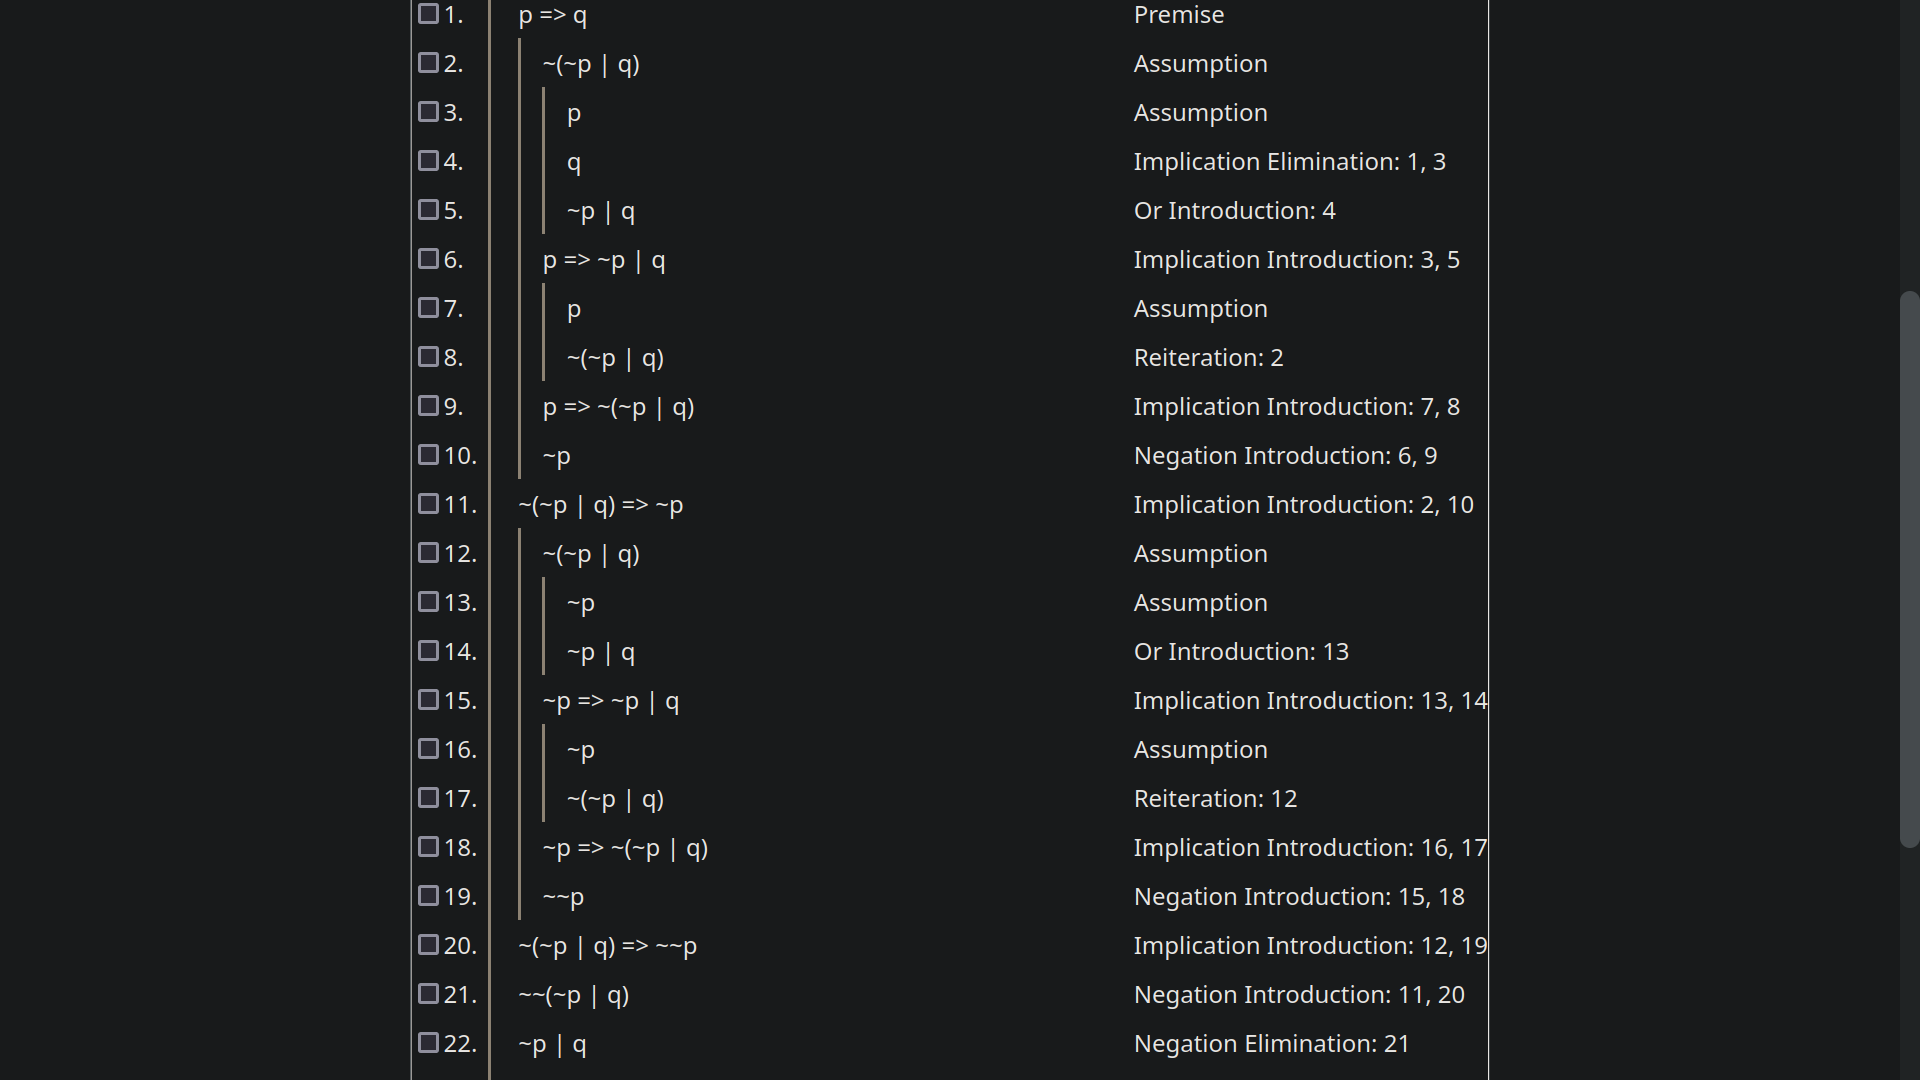 1. p => q Premise
2. ~(~p | q) Assumption
3. p Assumption
4. q Implication Elimination: 1, 3
5. ~p | q Or Introduction: 4
6. p => ~p | q Implication Introduction: 3, 5
7. p Assumption
8. ~(~p | q) Reiteration: 2
9. p => ~(~p | q) Implication Introduction: 7, 8
10. ~p Negation Introduction: 6, 9
11. ~(~p | q) => ~p Implication Introduction: 2, 10
12. ~(~p | q) Assumption
13. ~p Assumption
14. ~p | q Or Introduction: 13
15. ~p => ~p | q Implication Introduction: 13, 14
16. ~p Assumption
17. ~(~p | q) Reiteration: 12
18. ~p => ~(~p | q) Implication Introduction: 16, 17
19. ~~p Negation Introduction: 15, 18
20. ~(~p | q) => ~~p Implication Introduction: 12, 19
21. ~~(~p | q) Negation Introduction: 11, 20
22. ~p | q Negation Elimination: 21